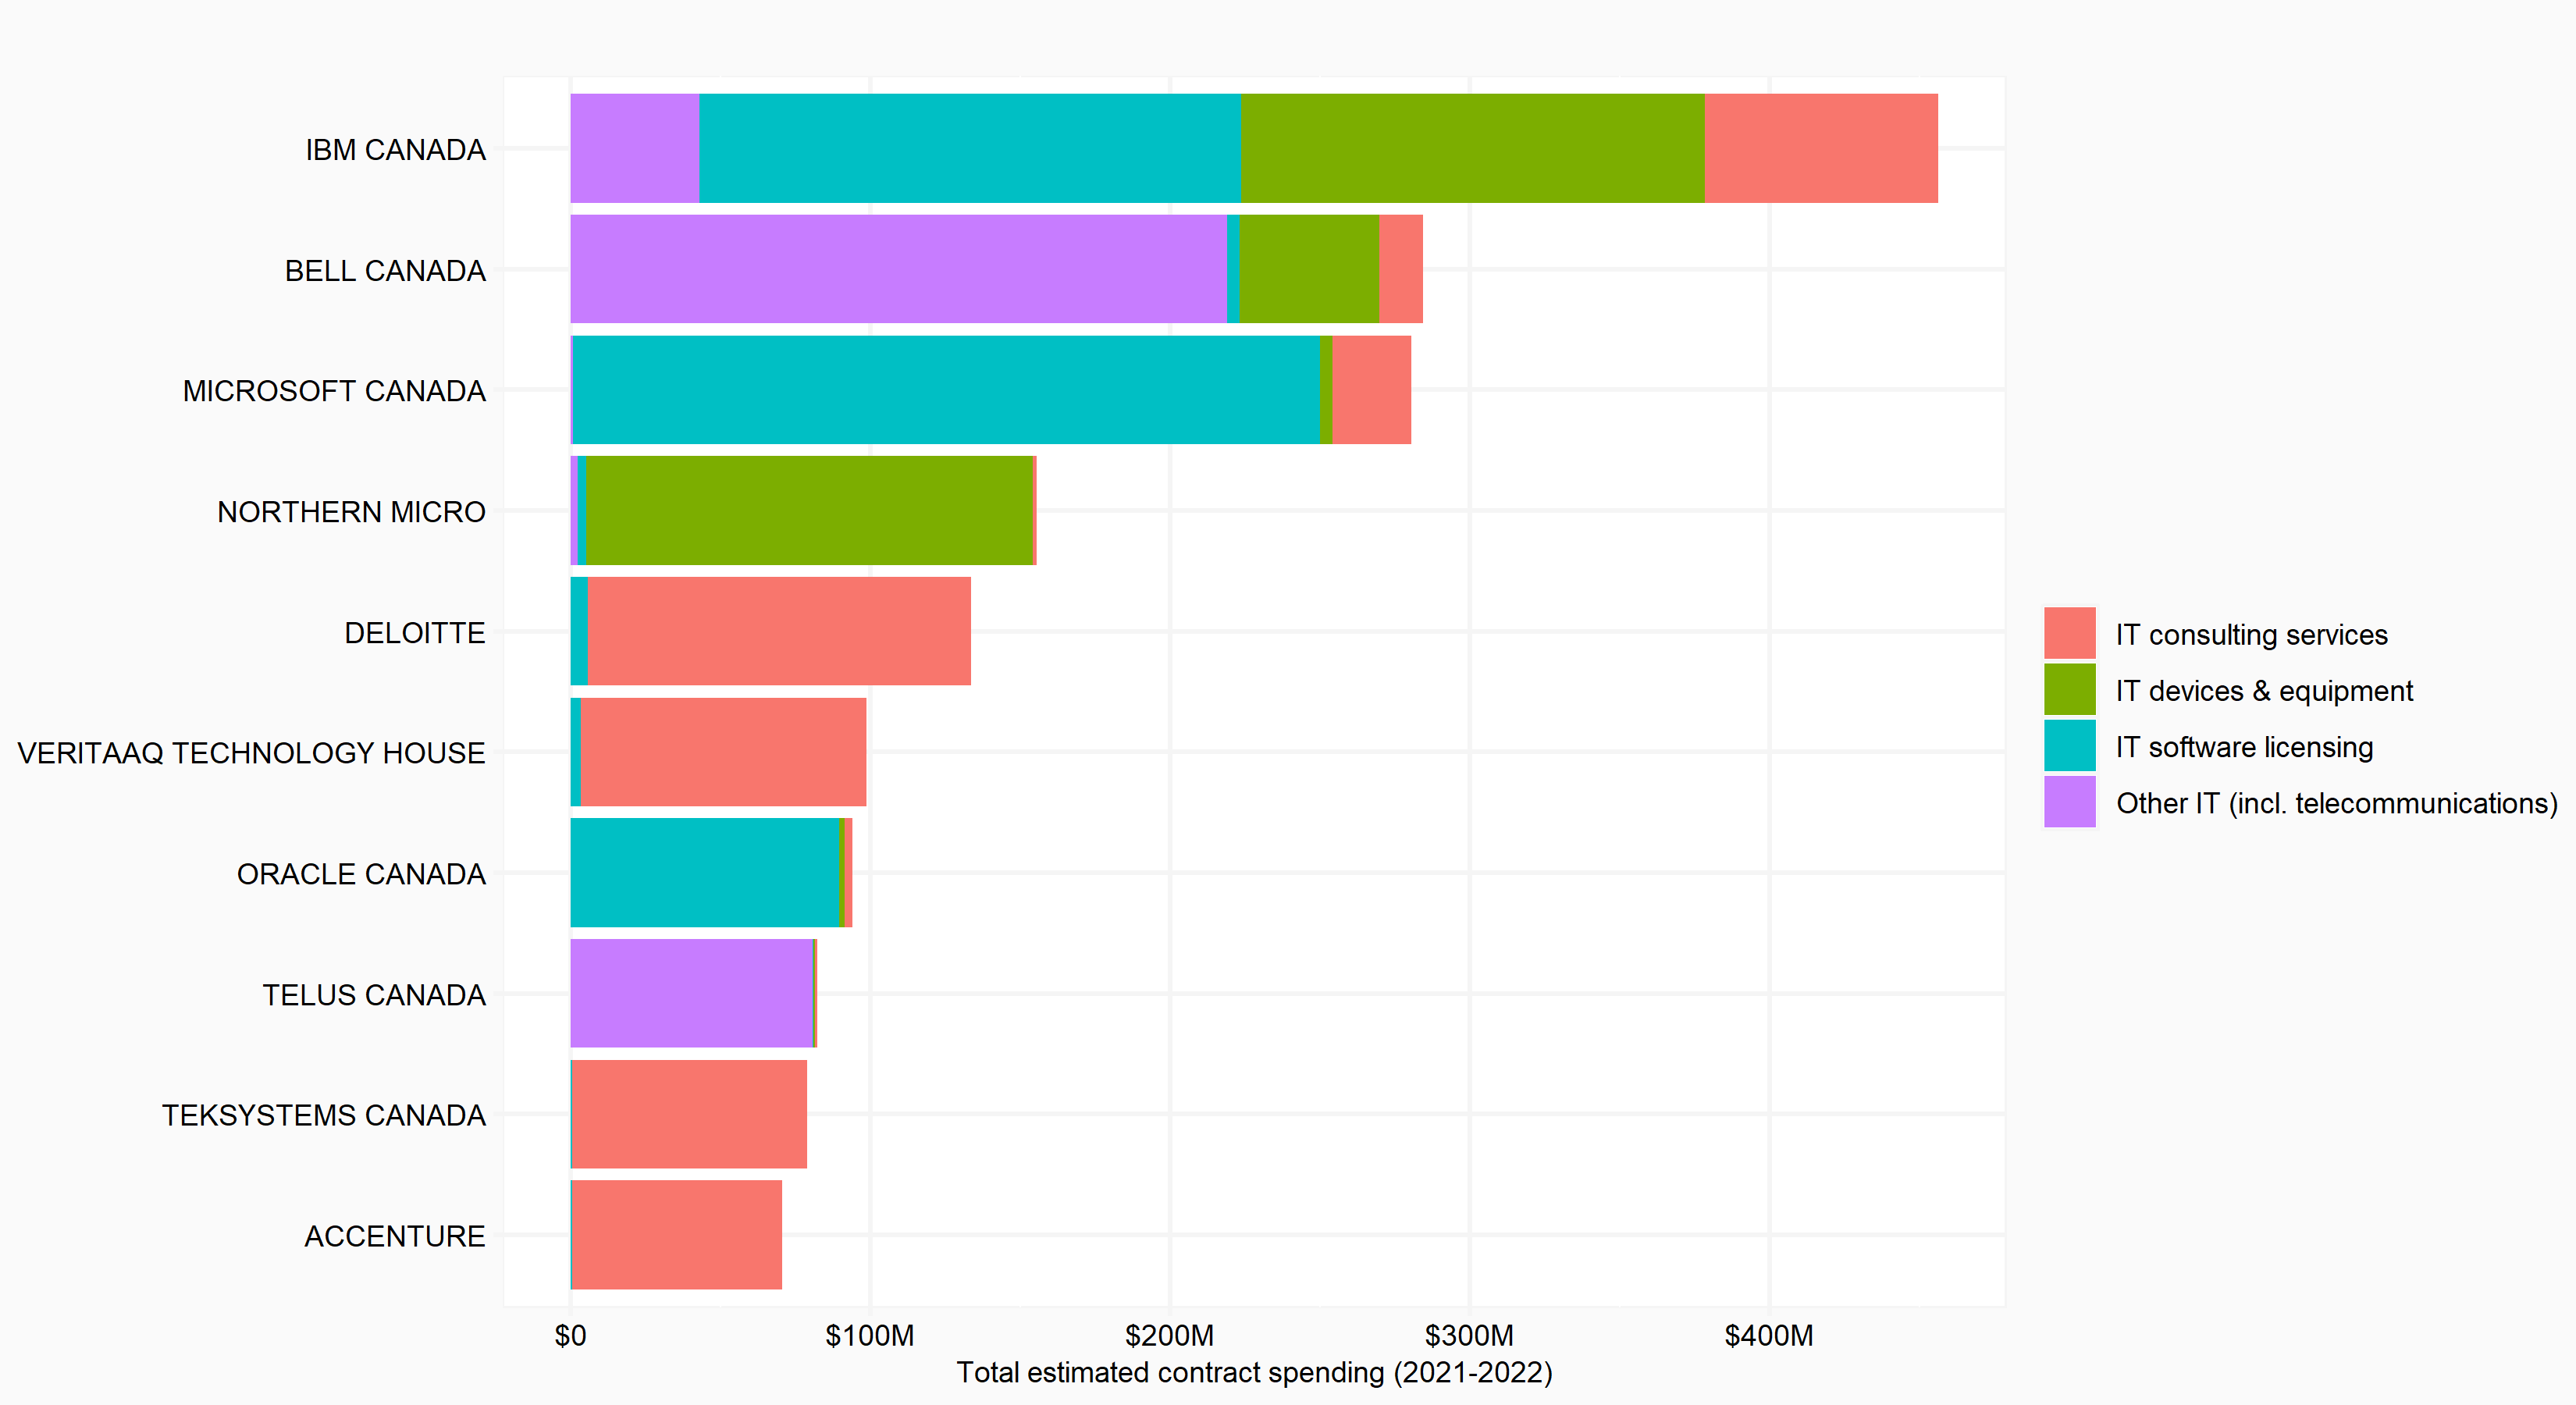 IBM CANADA
BELL CANADA
MICROSOFT CANADA
NORTHERN MICRO
DELOITTE
VERITAAQ TECHNOLOGY HOUSE
ORACLE CANADA
TELUS CANADA
TEKSYSTEMS CANADA
ACCENTURE
$0 $100M $200M $300M $400M
Total estimated contract spending (2021-2022)
IT consulting services
IT devices & equipment
IT software licensing
Other IT (incl. telecommunications)